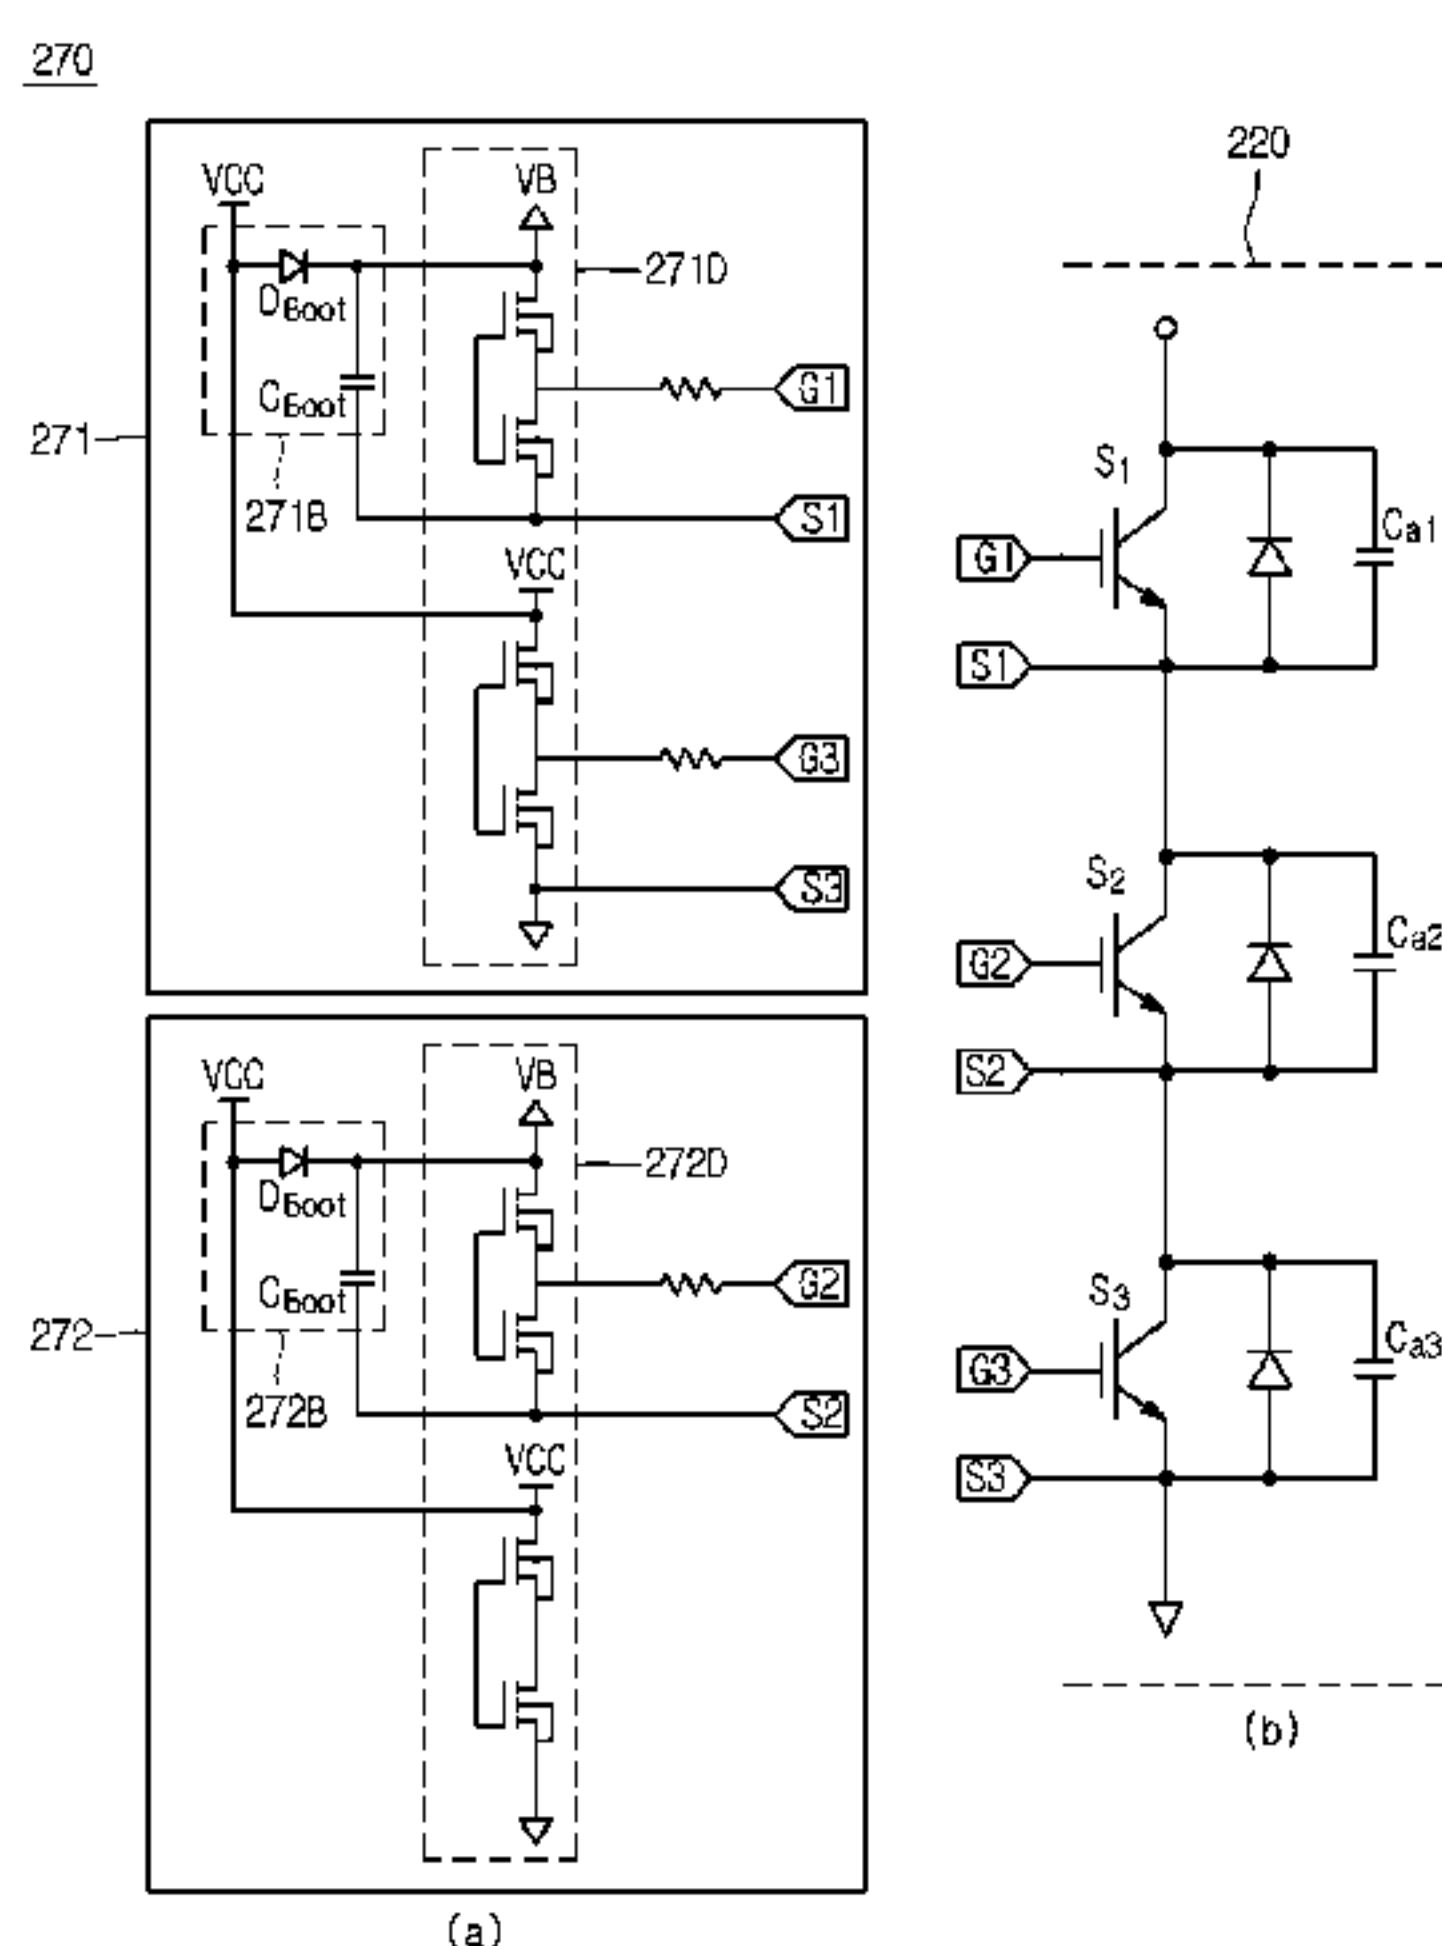 270
VCC
VB
271D
DBoot
CBoot
G1
271
271B
S1
VCC
G3
S3
VCC
VB
272D
DBoot
CBoot
G2
272
272B
S2
VCC
(a)
220
S1
Ca1
G1
S1
S2
Ca2
G2
S2
S3
Ca3
G3
S3
(b)